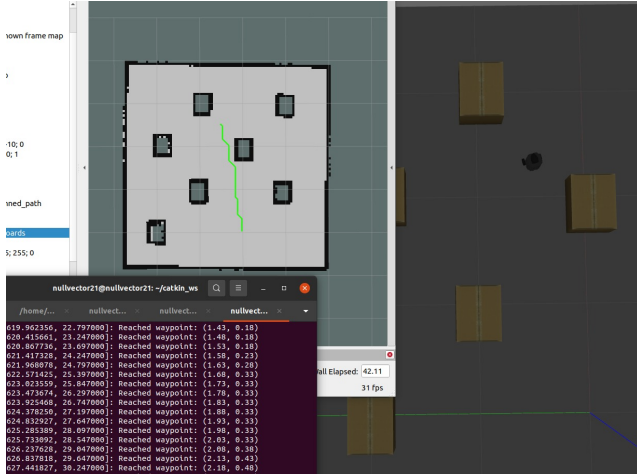 nown frame map
-10; 0
0; 1
nned_path
oards
5; 255; 0
nullvector21@nullvector21: ~/catkin_ws
/home/... × nullvect... × nullvect... × nullvect... ×
619.962356, 22.797000]: Reached waypoint: (1.43, 0.18)
620.415661, 23.247000]: Reached waypoint: (1.48, 0.18)
620.867736, 23.697000]: Reached waypoint: (1.53, 0.18)
621.417328, 24.247000]: Reached waypoint: (1.58, 0.23)
621.968078, 24.797000]: Reached waypoint: (1.63, 0.28)
622.571425, 25.397000]: Reached waypoint: (1.68, 0.33)
623.023559, 25.847000]: Reached waypoint: (1.73, 0.33)
623.473674, 26.297000]: Reached waypoint: (1.78, 0.33)
623.925468, 26.747000]: Reached waypoint: (1.83, 0.33)
624.378250, 27.197000]: Reached waypoint: (1.88, 0.33)
624.832927, 27.647000]: Reached waypoint: (1.93, 0.33)
625.285389, 28.097000]: Reached waypoint: (1.98, 0.33)
625.733092, 28.547000]: Reached waypoint: (2.03, 0.33)
626.237628, 29.047000]: Reached waypoint: (2.08, 0.38)
626.837818, 29.647000]: Reached waypoint: (2.13, 0.43)
627.441827, 30.247000]: Reached waypoint: (2.18, 0.48)
all Elapsed: 42.11
31 fps